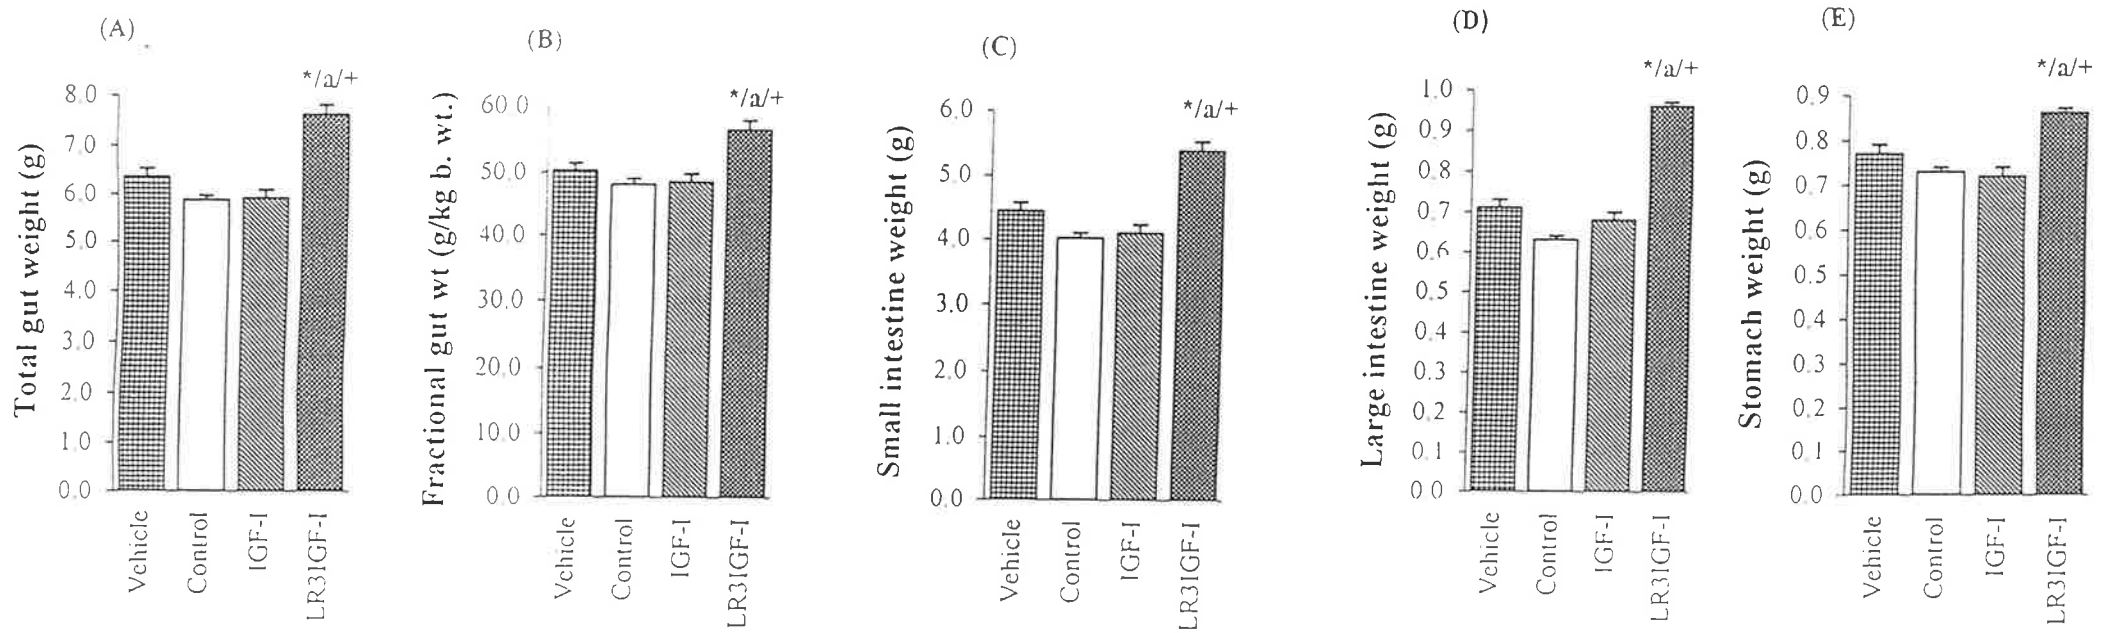 (A)
*/a/+
Total gut weight (g)
8.0
7.0
6.0
5.0
4.0
3.0
2.0
1.0
0.0
Vehicle
Control
IGF-I
LR3IGF-I
(B)
*/a/+
Fractional gut wt (g/kg b. wt.)
60.0
50.0
40.0
30.0
20.0
10.0
0.0
Vehicle
Control
IGF-I
LR3IGF-I
(C)
*/a/+
Small intestine weight (g)
6.0
5.0
4.0
3.0
2.0
1.0
0.0
Vehicle
Control
IGF-I
LR3IGF-I
(D)
*/a/+
Large intestine weight (g)
1.0
0.9
0.8
0.7
0.6
0.5
0.4
0.3
0.2
0.1
0.0
Vehicle
Control
IGF-I
LR3IGF-I
(E)
*/a/+
Stomach weight (g)
0.9
0.8
0.7
0.6
0.5
0.4
0.3
0.2
0.1
0.0
Vehicle
Control
IGF-I
LR3IGF-I